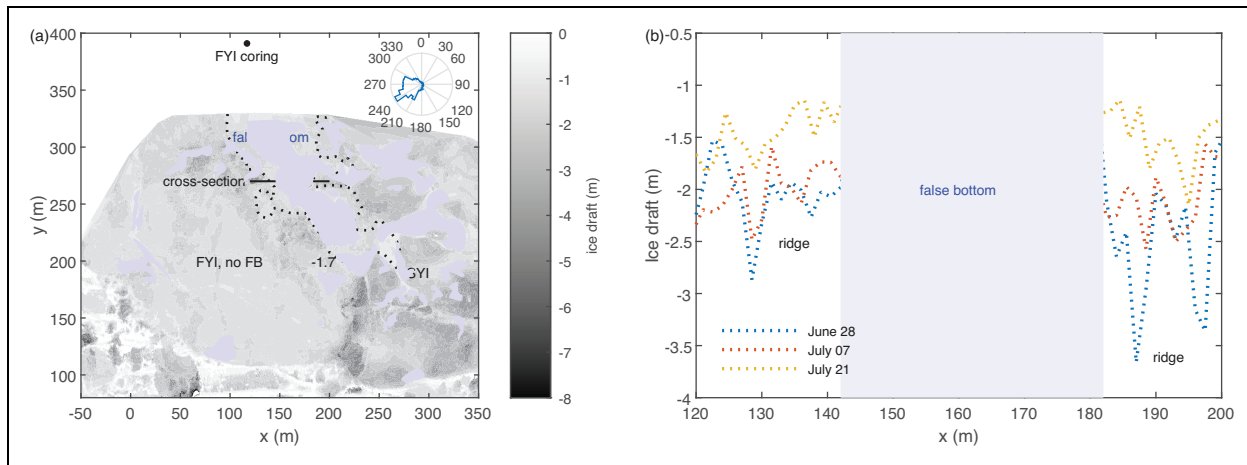 (a)
400
350
300
250
200
150
100
y (m)
-50 0 50 100 150 200 250 300 350
x (m)
FYI coring
fal om
cross-section
FYI, no FB
-1.7
330 0 30
300 60
270 90
240 120
210 180 150
0
-1
-2
-3
-4
-5
-6
-7
-8
ice draft (m)
(b)
-0.5
-1
-1.5
-2
-2.5
-3
-3.5
-4
Ice draft (m)
false bottom
ridge
ridge
June 28
July 07
July 21
120 130 140 150 160 170 180 190 200
x (m)